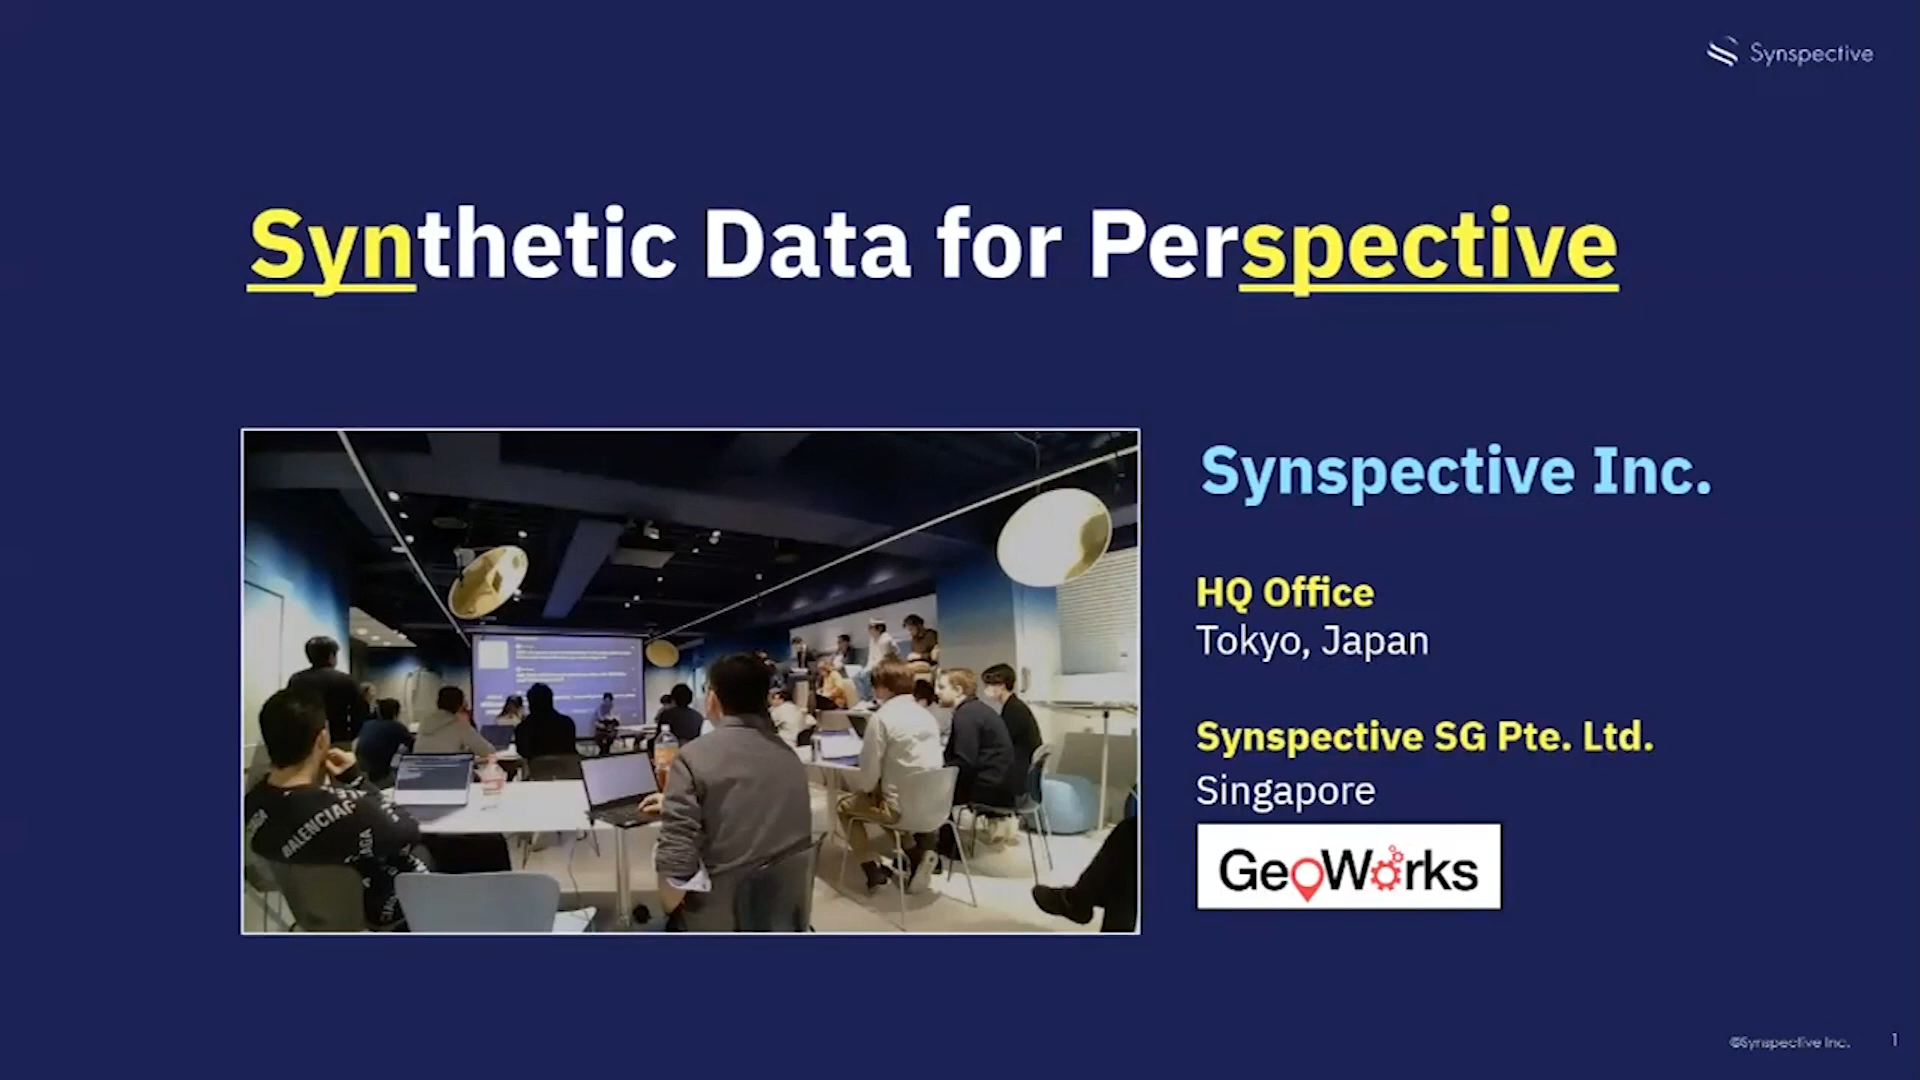 Synspective
Synthetic Data for Perspective
Synspective Inc.
HQ Office
Tokyo, Japan
Synspective SG Pte. Ltd.
Singapore
GeoWorks
BALENCIAGA
©Synspective Inc.
1